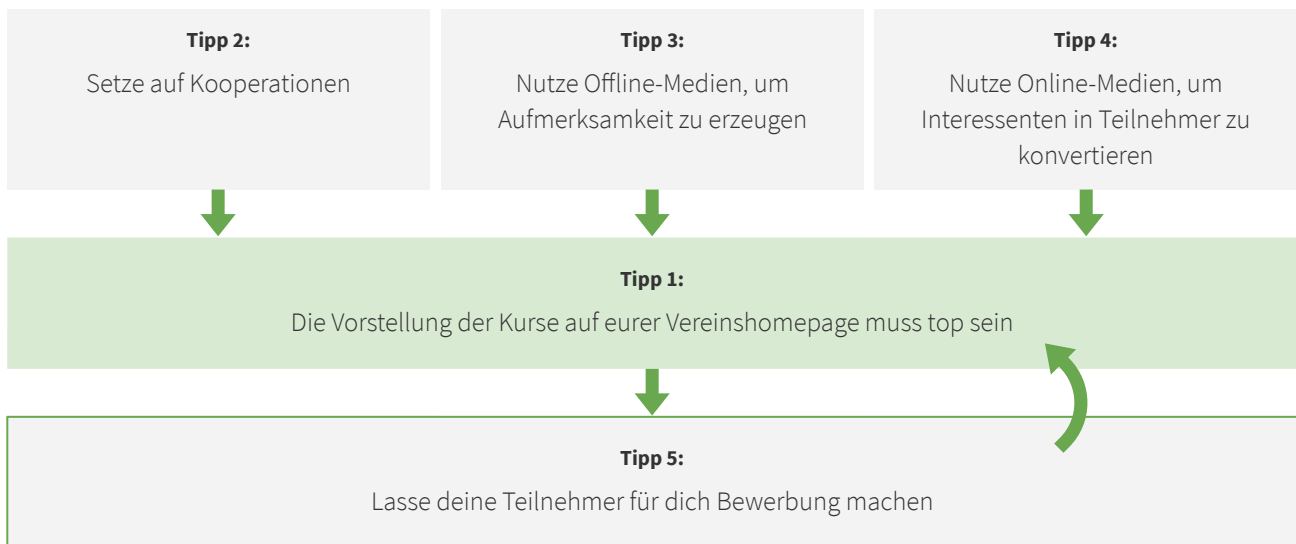 Tipp 2:
Setze auf Kooperationen
Tipp 3:
Nutze Offline-Medien, um
Aufmerksamkeit zu erzeugen
Tipp 4:
Nutze Online-Medien, um
Interessenten in Teilnehmer zu
konvertieren
Tipp 1:
Die Vorstellung der Kurse auf eurer Vereinshomepage muss top sein
Tipp 5:
Lasse deine Teilnehmer für dich Bewerbung machen